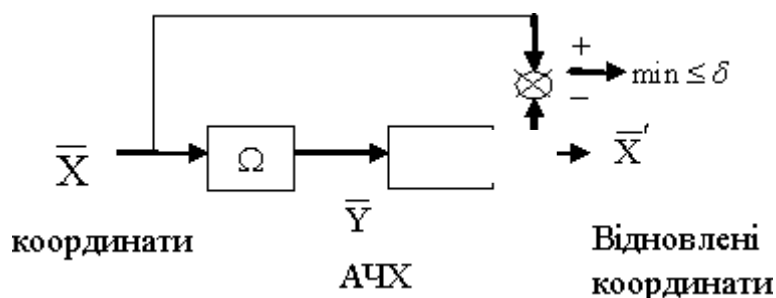 +
min ≤ δ
−
X̅
Ω
X̅′
Y̅
координати
АЧХ
Відновлені
координати